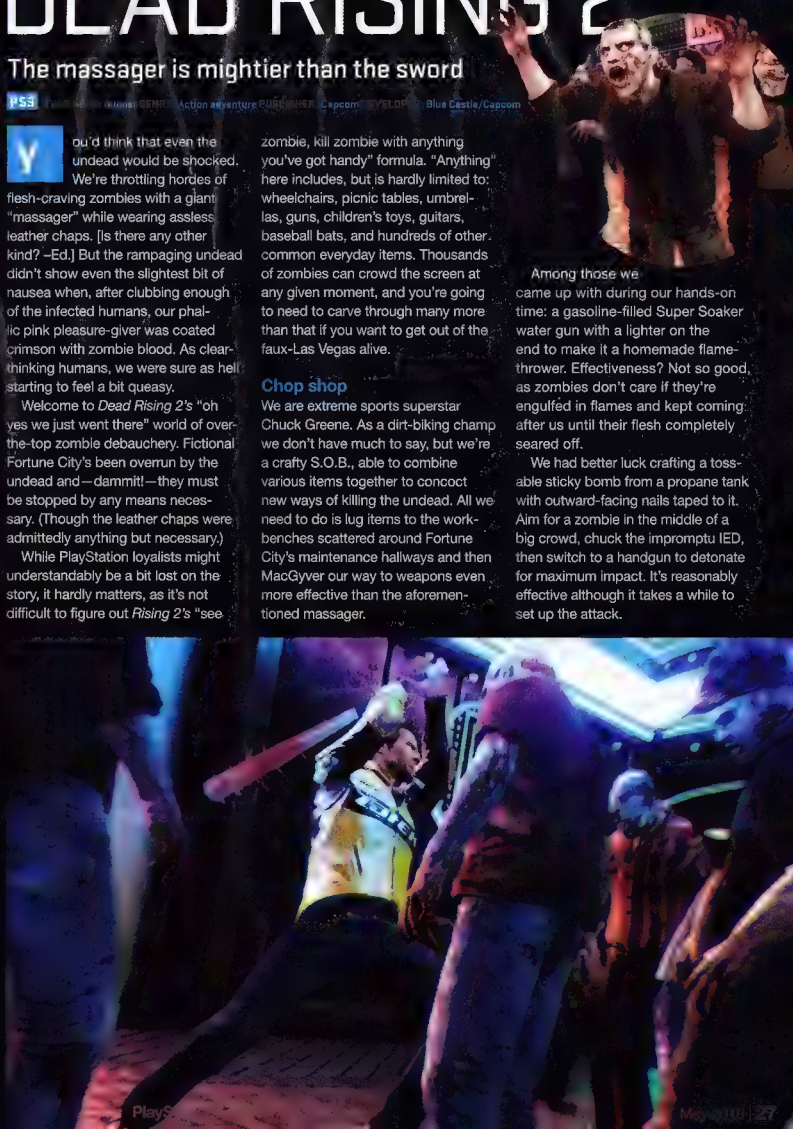 DEAD RISING 2
The massager is mightier than the sword
PS3 GENRE Action adventure PUBLISHER Capcom DEVELOPER Blue Castle/Capcom
You'd think that even the
undead would be shocked.
We're throttling hordes of
flesh-craving zombies with a giant
“massager” while wearing assless
leather chaps. [Is there any other
kind? –Ed.] But the rampaging undead
didn't show even the slightest bit of
nausea when, after clubbing enough
of the infected humans, our phal-
lic pink pleasure-giver was coated
crimson with zombie blood. As clear-
thinking humans, we were sure as hell
starting to feel a bit queasy.
Welcome to Dead Rising 2's “oh
yes we just went there” world of over-
the-top zombie debauchery. Fictional
Fortune City's been overrun by the
undead and—dammit!—they must
be stopped by any means neces-
sary. (Though the leather chaps were
admittedly anything but necessary.)
While PlayStation loyalists might
understandably be a bit lost on the
story, it hardly matters, as it's not
difficult to figure out Rising 2's “see
zombie, kill zombie with anything
you've got handy” formula. “Anything”
here includes, but is hardly limited to:
wheelchairs, picnic tables, umbrel-
las, guns, children's toys, guitars,
baseball bats, and hundreds of other
common everyday items. Thousands
of zombies can crowd the screen at
any given moment, and you're going
to need to carve through many more
than that if you want to get out of the
faux-Las Vegas alive.
Chop shop
We are extreme sports superstar
Chuck Greene. As a dirt-biking champ
we don't have much to say, but we're
a crafty S.O.B., able to combine
various items together to concoct
new ways of killing the undead. All we
need to do is lug items to the work-
benches scattered around Fortune
City's maintenance hallways and then
MacGyver our way to weapons even
more effective than the aforemen-
tioned massager.
Among those we
came up with during our hands-on
time: a gasoline-filled Super Soaker
water gun with a lighter on the
end to make it a homemade flame-
thrower. Effectiveness? Not so good,
as zombies don't care if they're
engulfed in flames and kept coming
after us until their flesh completely
seared off.
We had better luck crafting a toss-
able sticky bomb from a propane tank
with outward-facing nails taped to it.
Aim for a zombie in the middle of a
big crowd, chuck the impromptu IED,
then switch to a handgun to detonate
for maximum impact. It's reasonably
effective although it takes a while to
set up the attack.
PlayS
May 2010 | 27